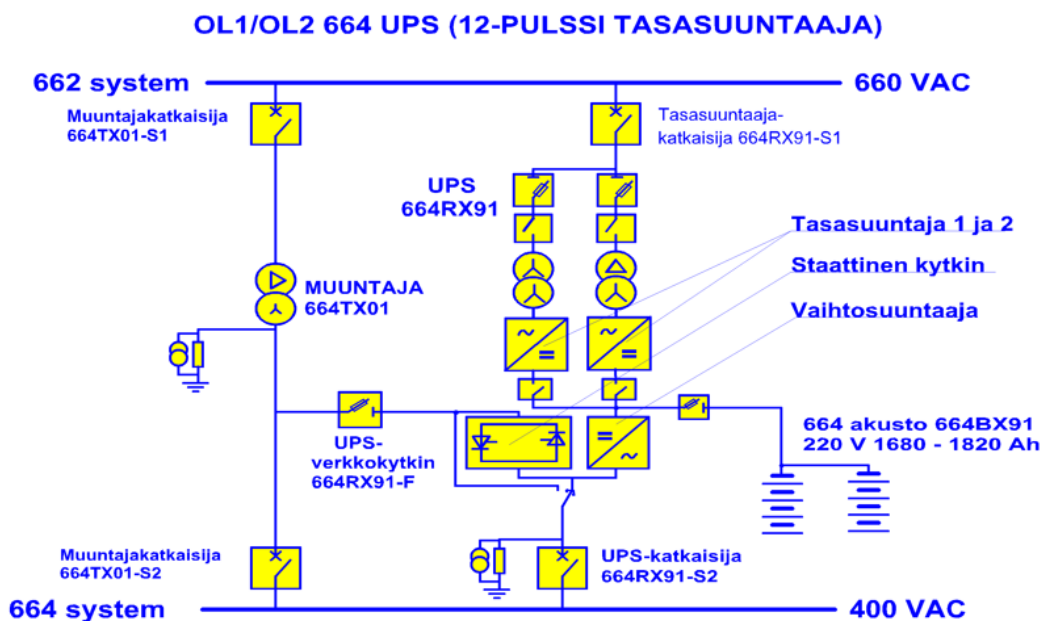 OL1/OL2 664 UPS (12-PULSSI TASASUUNTAAJA)
662 system
660 VAC
Muuntajakatkaisija
664TX01-S1
Tasasuuntaaja-
katkaisija 664RX91-S1
UPS
664RX91
Tasasuuntaja 1 ja 2
Staattinen kytkin
Vaihtosuuntaaja
MUUNTAJA
664TX01
UPS-
verkkokytkin
664RX91-F
664 akusto 664BX91
220 V 1680 - 1820 Ah
Muuntajakatkaisija
664TX01-S2
UPS-katkaisija
664RX91-S2
664 system
400 VAC